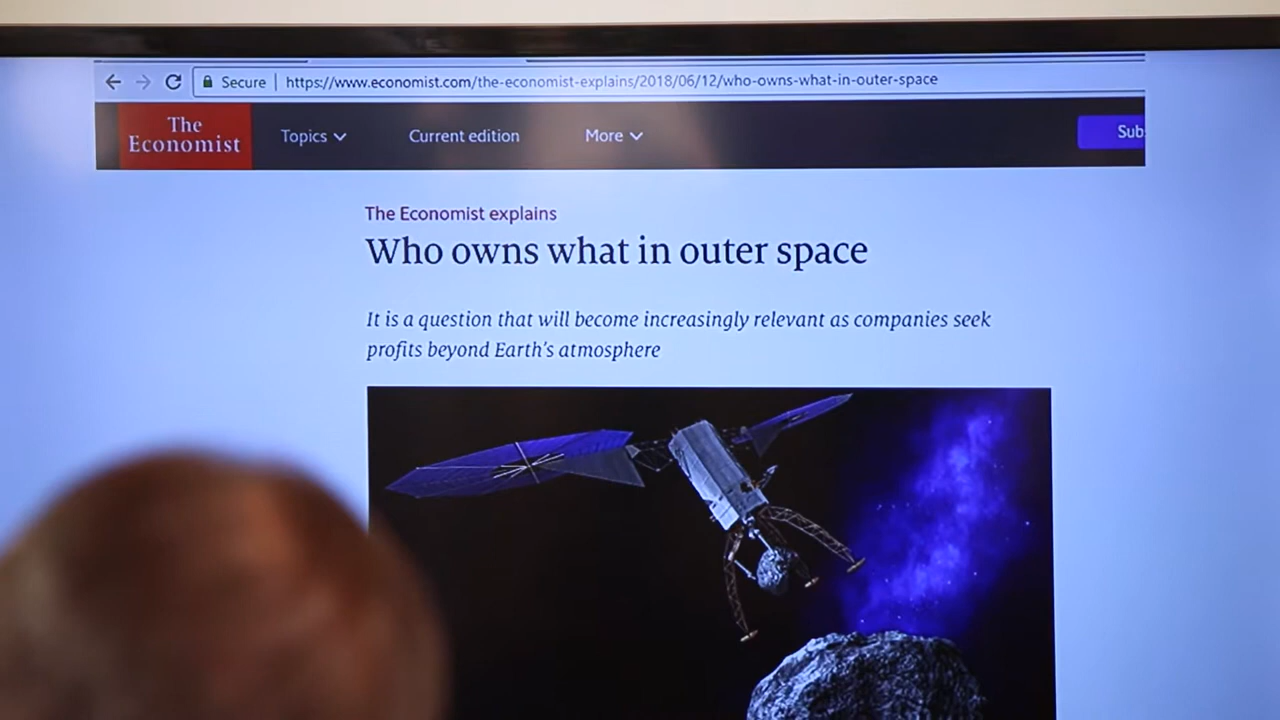 Secure | https://www.economist.com/the-economist-explains/2018/06/12/who-owns-what-in-outer-space
The
Economist
Topics
Current edition
More
Sub
The Economist explains
Who owns what in outer space
It is a question that will become increasingly relevant as companies seek
profits beyond Earth's atmosphere